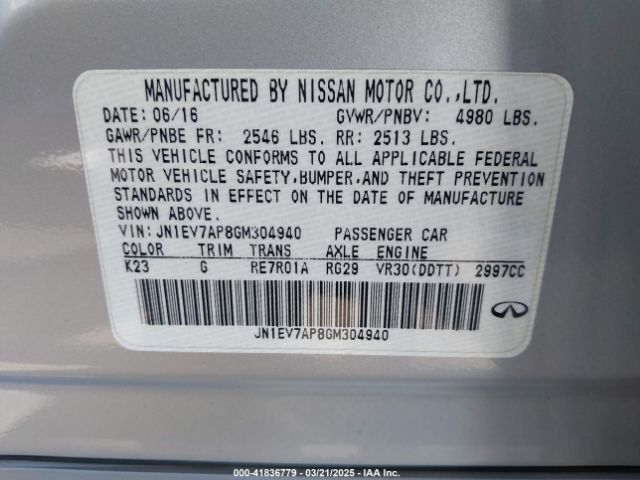 MANUFACTURED BY NISSAN MOTOR CO.,LTD.
DATE: 06/16 GVWR/PNBV: 4980 LBS.
GAWR/PNBE FR: 2546 LBS. RR: 2513 LBS.
THIS VEHICLE CONFORMS TO ALL APPLICABLE FEDERAL
MOTOR VEHICLE SAFETY,BUMPER,AND THEFT PREVENTION
STANDARDS IN EFFECT ON THE DATE OF MANUFACTURE
SHOWN ABOVE.
VIN: JN1EV7AP8GM304940 PASSENGER CAR
COLOR TRIM TRANS AXLE ENGINE
K23 G RE7R01A RG29 VR30(DDTT) 2997CC
JN1EV7AP8GM304940
000-41836779 - 03/21/2025 - IAA Inc.